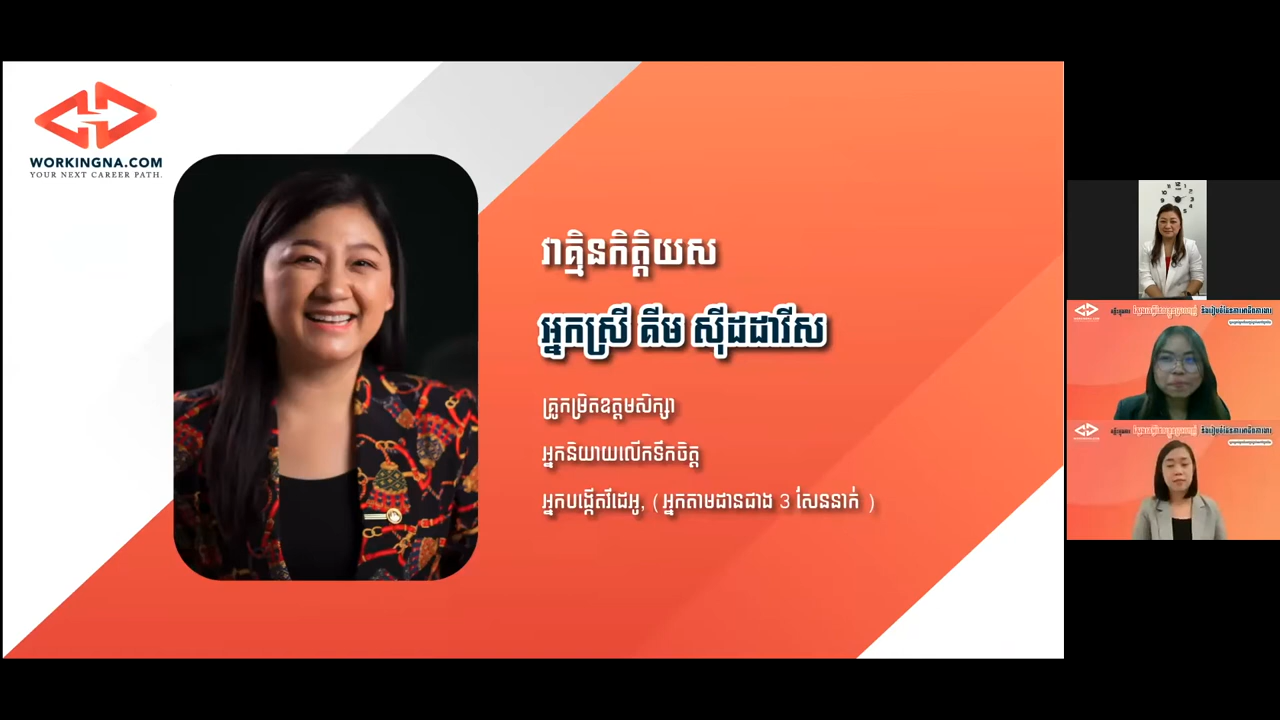 WORKINGNA.COM
YOUR NEXT CAREER PATH.
វាគ្មិនកិត្តិយស
អ្នកស្រី គីម ស៊ីដដាវីស
គ្រូកម្រិតឧត្តមសិក្សា
អ្នកនិយាយលើកទឹកចិត្ត
អ្នកបង្កើតវីដេអូ, (អ្នកតាមដានជាង 3 សែននាក់ )